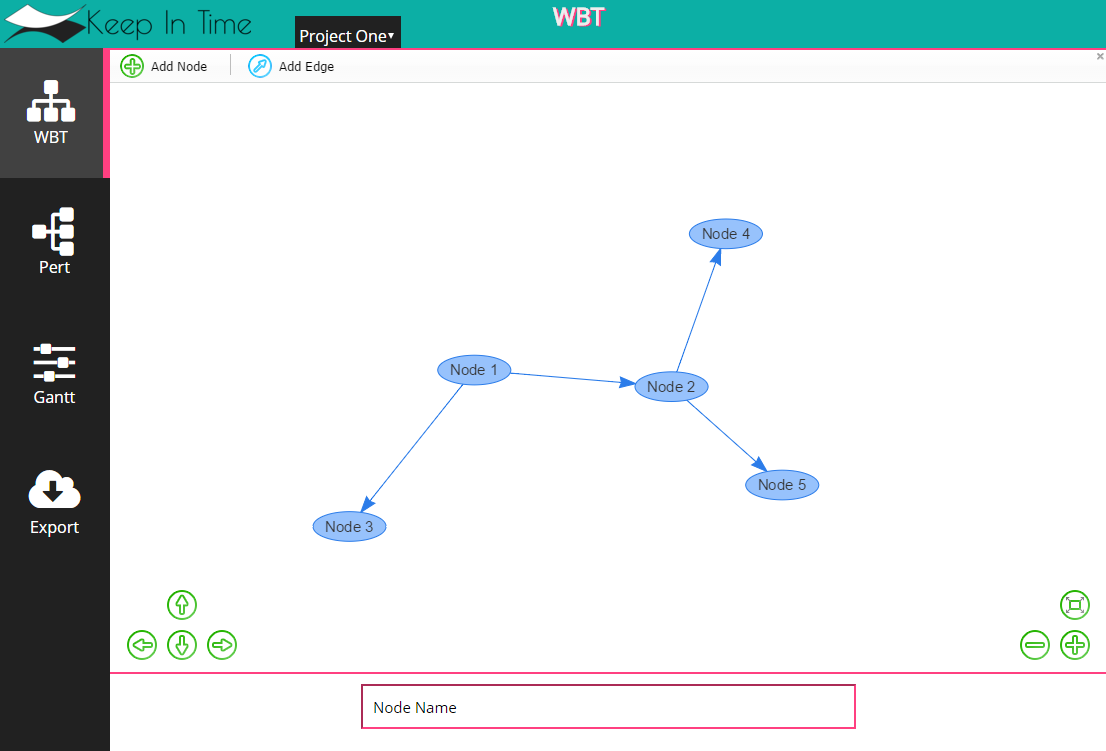 Keep In Time
Project One▾
WBT
WBT
Pert
Gantt
Export
Add Node
Add Edge
Node 4
Node 1
Node 2
Node 5
Node 3
Node Name